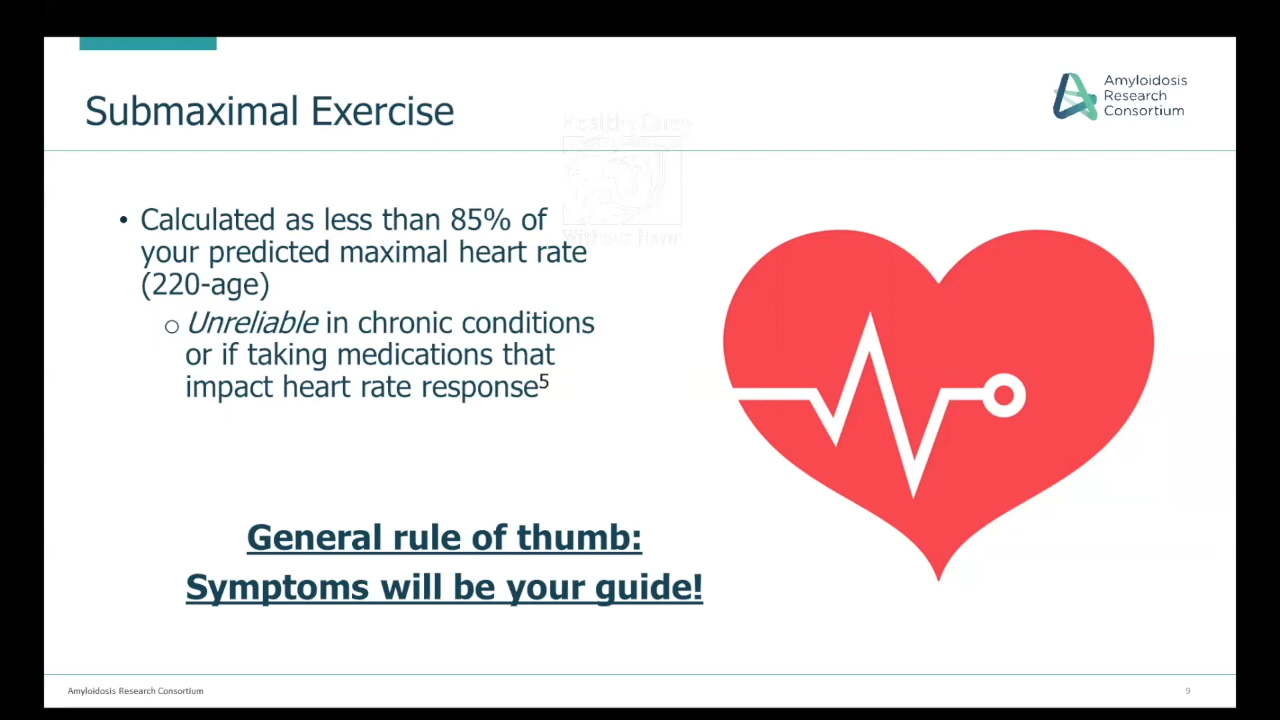 Submaximal Exercise
Amyloidosis
Research
Consortium
• Calculated as less than 85% of
your predicted maximal heart rate
(220-age)
o Unreliable in chronic conditions
or if taking medications that
impact heart rate response5
General rule of thumb:
Symptoms will be your guide!
Amyloidosis Research Consortium
9